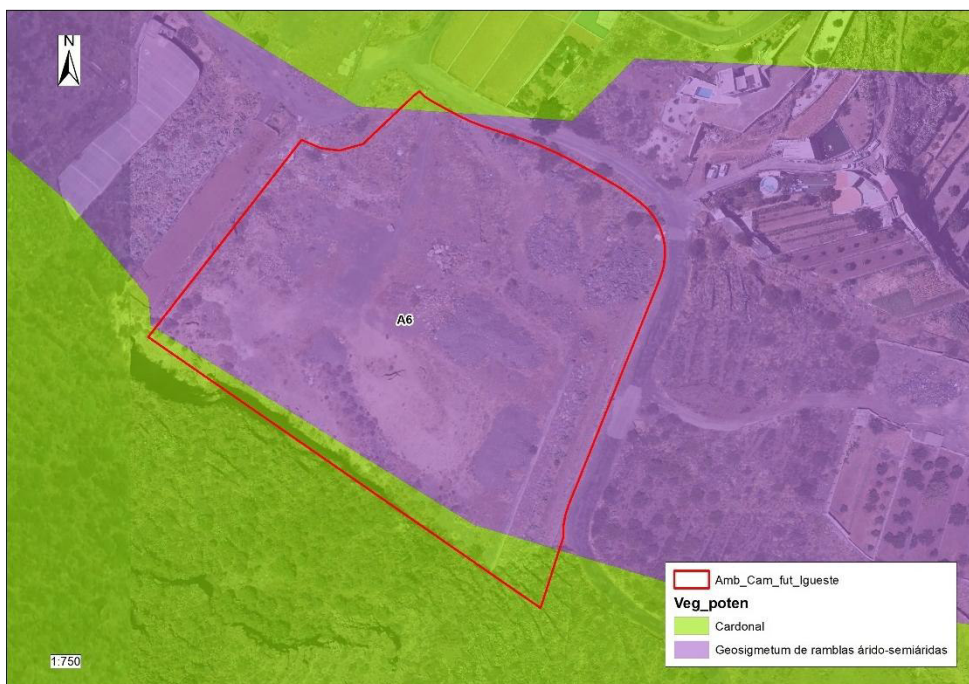 N
A6
Amb_Cam_fut_Igueste
Veg_poten
Cardonal
Geosigmetum de ramblas árido-semiáridas
1:750